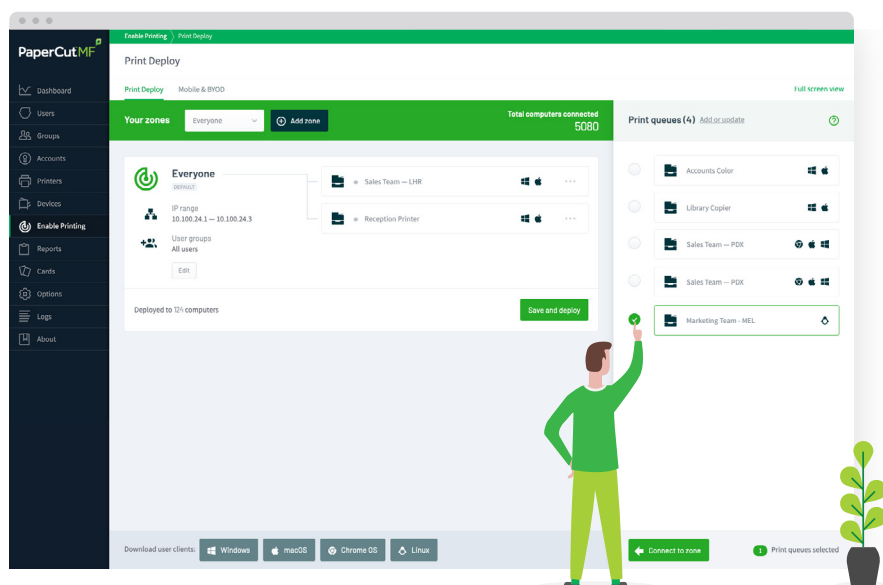 Enable Printing
Print Deploy
PaperCut MF
Print Deploy
Print Deploy
Mobile & BYOD
Full screen view
Dashboard
Users
Groups
Accounts
Printers
Devices
Enable Printing
Reports
Cards
Options
Logs
About
Your zones
Everyone
Add zone
Total computers connected
5080
Everyone
DEFAULT
IP range
10.100.24.1 — 10.100.24.3
User groups
All users
Edit
Sales Team — LHR
Reception Printer
Deployed to 124 computers
Save and deploy
Print queues (4) Add or update
Accounts Color
Library Copier
Sales Team — PDX
Sales Team — PDX
Marketing Team - MEL
Download user clients:
Windows
macOS
Chrome OS
Linux
Connect to zone
1 Print queues selected